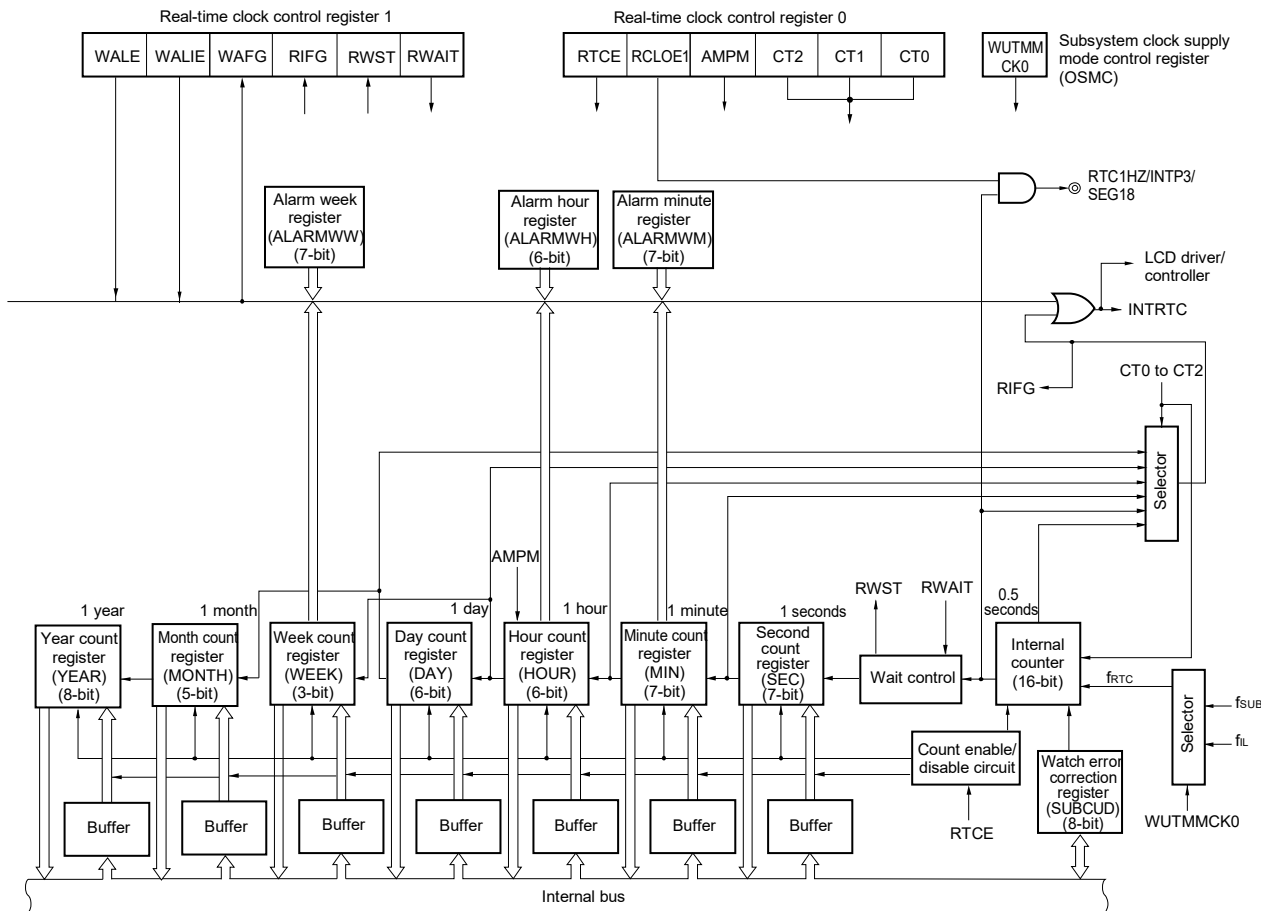 Real-time clock control register 1
WALE WALIE WAFG RIFG RWST RWAIT
Real-time clock control register 0
RTCE RCLOE1 AMPM CT2 CT1 CT0
WUTMM
CK0
Subsystem clock supply
mode control register
(OSMC)
RTC1HZ/INTP3/
SEG18
Alarm week
register
(ALARMWW)
(7-bit)
Alarm hour
register
(ALARMWH)
(6-bit)
Alarm minute
register
(ALARMWM)
(7-bit)
LCD driver/
controller
INTRTC
RIFG
CT0 to CT2
Selector
AMPM
RWST
RWAIT
0.5
seconds
1 year
1 month
1 day
1 hour
1 minute
1 seconds
Year count
register
(YEAR)
(8-bit)
Month count
register
(MONTH)
(5-bit)
Week count
register
(WEEK)
(3-bit)
Day count
register
(DAY)
(6-bit)
Hour count
register
(HOUR)
(6-bit)
Minute count
register
(MIN)
(7-bit)
Second
count
register
(SEC)
(7-bit)
Wait control
Internal
counter
(16-bit)
fRTC
Selector
fSUB
fIL
WUTMMCK0
Count enable/
disable circuit
RTCE
Watch error
correction
register
(SUBCUD)
(8-bit)
Buffer
Buffer
Buffer
Buffer
Buffer
Buffer
Buffer
Internal bus